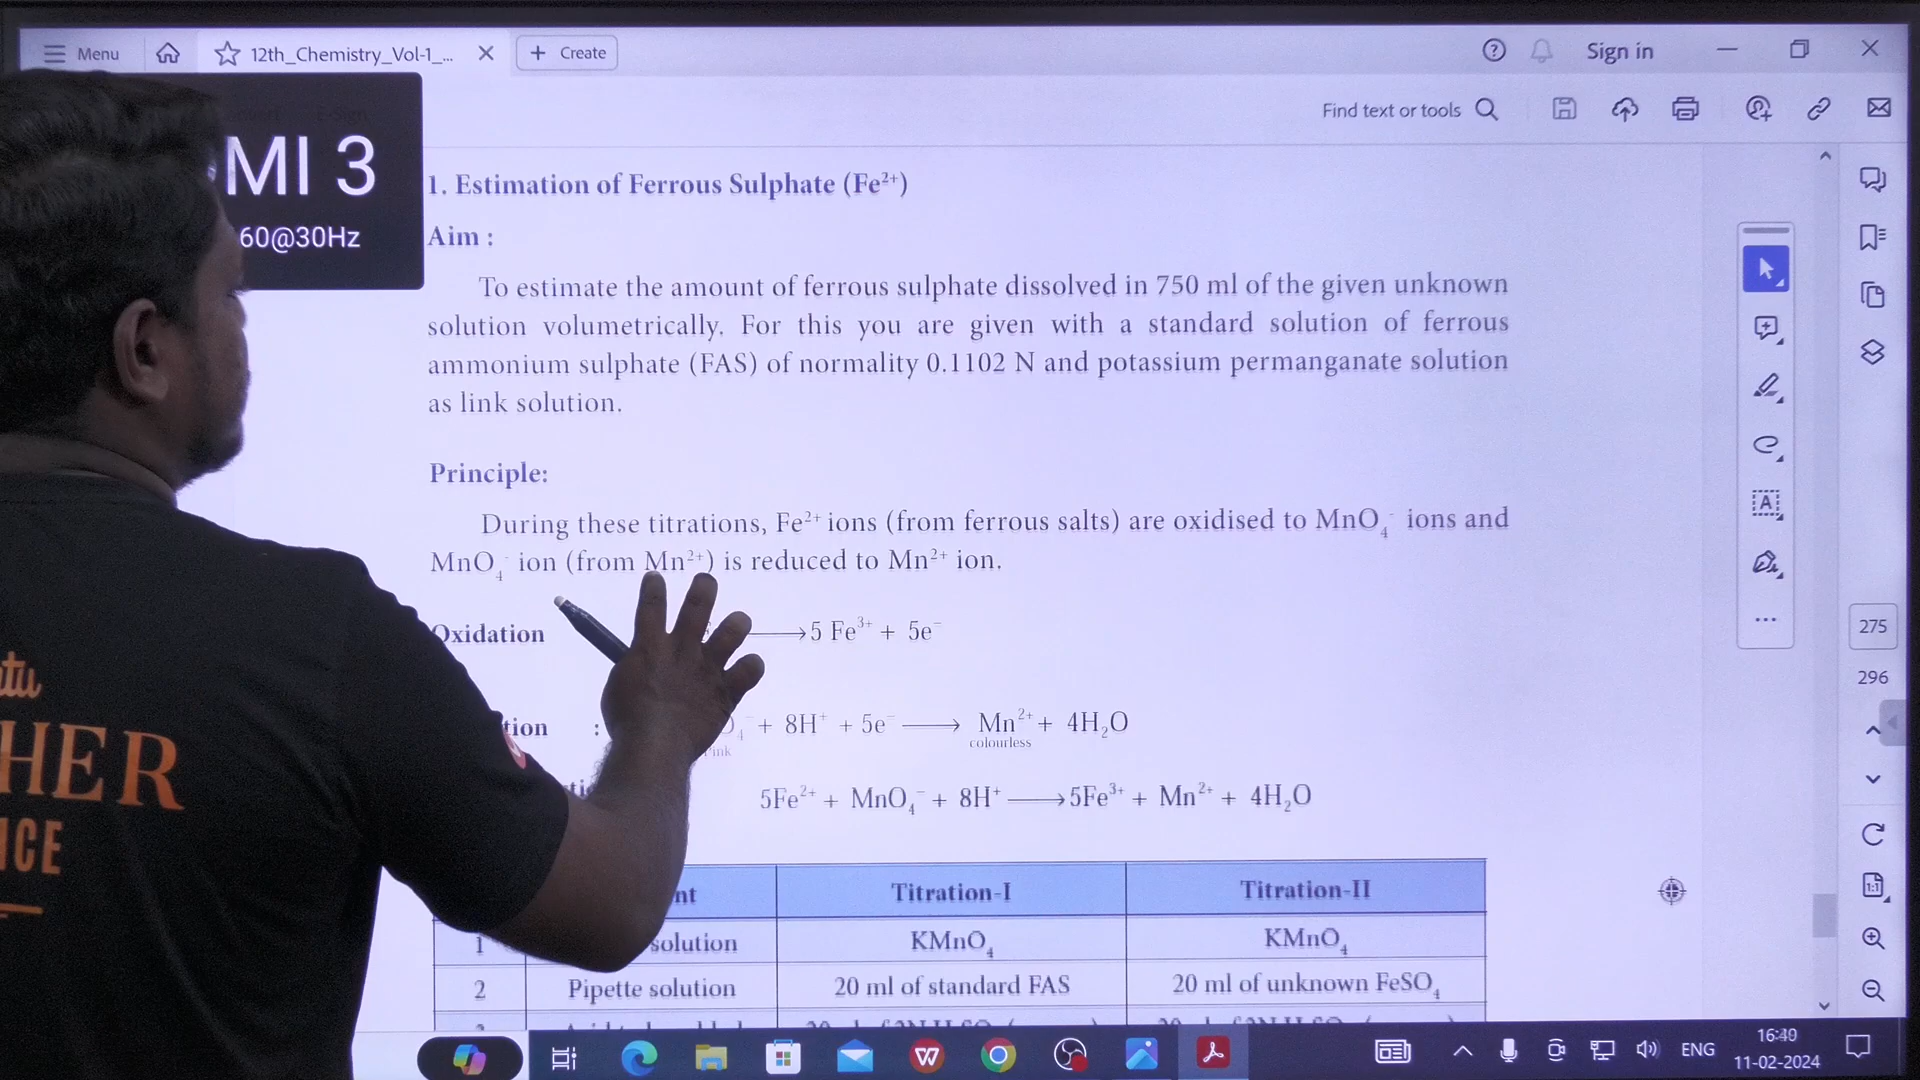 Menu
12th_Chemistry_Vol-1_...
+ Create
Sign in
MI 3
60@30Hz
Find text or tools
1. Estimation of Ferrous Sulphate (Fe²⁺)
Aim :
To estimate the amount of ferrous sulphate dissolved in 750 ml of the given unknown
solution volumetrically. For this you are given with a standard solution of ferrous
ammonium sulphate (FAS) of normality 0.1102 N and potassium permanganate solution
as link solution.
Principle:
During these titrations, Fe²⁺ ions (from ferrous salts) are oxidised to MnO₄⁻ ions and
MnO₄⁻ ion (from Mn²⁺) is reduced to Mn²⁺ ion.
Oxidation ⟶ 5 Fe³⁺ + 5e⁻
tion : ₄⁻ + 8H⁺ + 5e⁻ ⟶ Mn²⁺ + 4H₂O
ink colourless
5Fe²⁺ + MnO₄⁻ + 8H⁺ ⟶ 5Fe³⁺ + Mn²⁺ + 4H₂O
nt Titration-I Titration-II
1 solution KMnO₄ KMnO₄
2 Pipette solution 20 ml of standard FAS 20 ml of unknown FeSO₄
275
296
atu
HER
ICE
ENG
16:40
11-02-2024